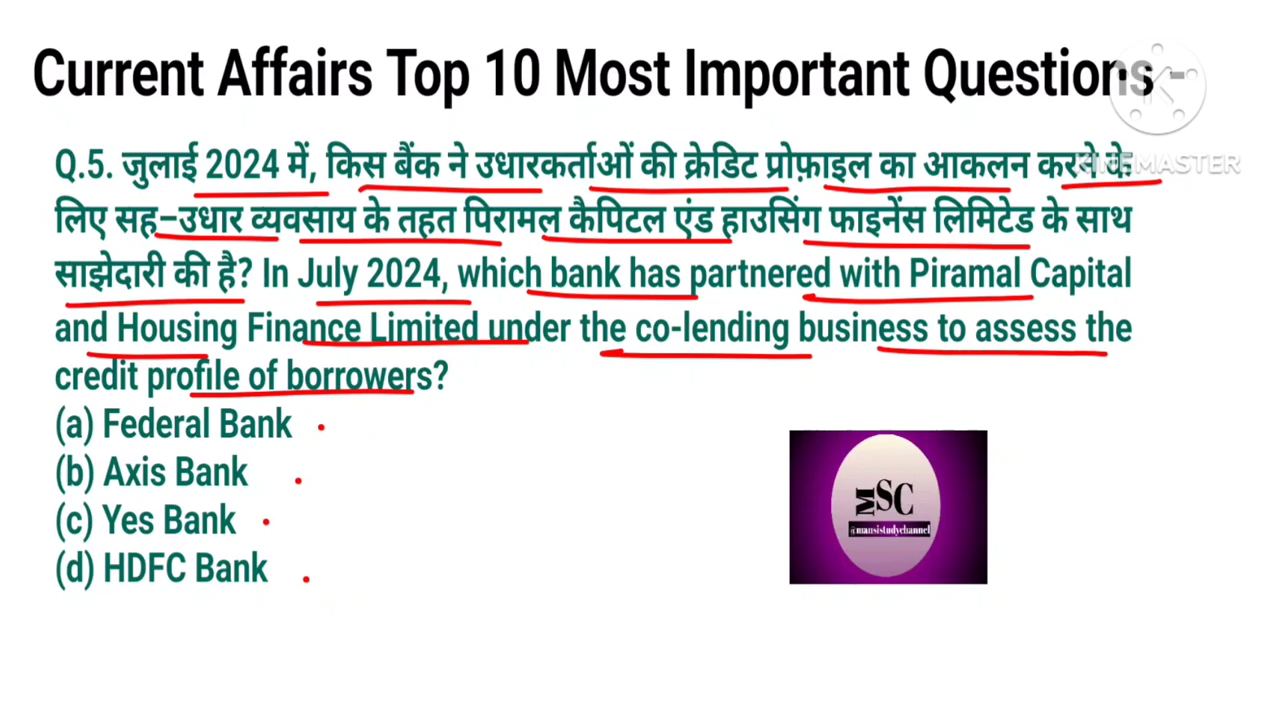 Current Affairs Top 10 Most Important Questions -
KINEMASTER
Q.5. जुलाई 2024 में, किस बैंक ने उधारकर्ताओं की क्रेडिट प्रोफ़ाइल का आकलन करने के
लिए सह-उधार व्यवसाय के तहत पिरामल कैपिटल एंड हाउसिंग फाइनेंस लिमिटेड के साथ
साझेदारी की है? In July 2024, which bank has partnered with Piramal Capital
and Housing Finance Limited under the co-lending business to assess the
credit profile of borrowers?
(a) Federal Bank
(b) Axis Bank
(c) Yes Bank
(d) HDFC Bank
MSC
@mansistudychannel